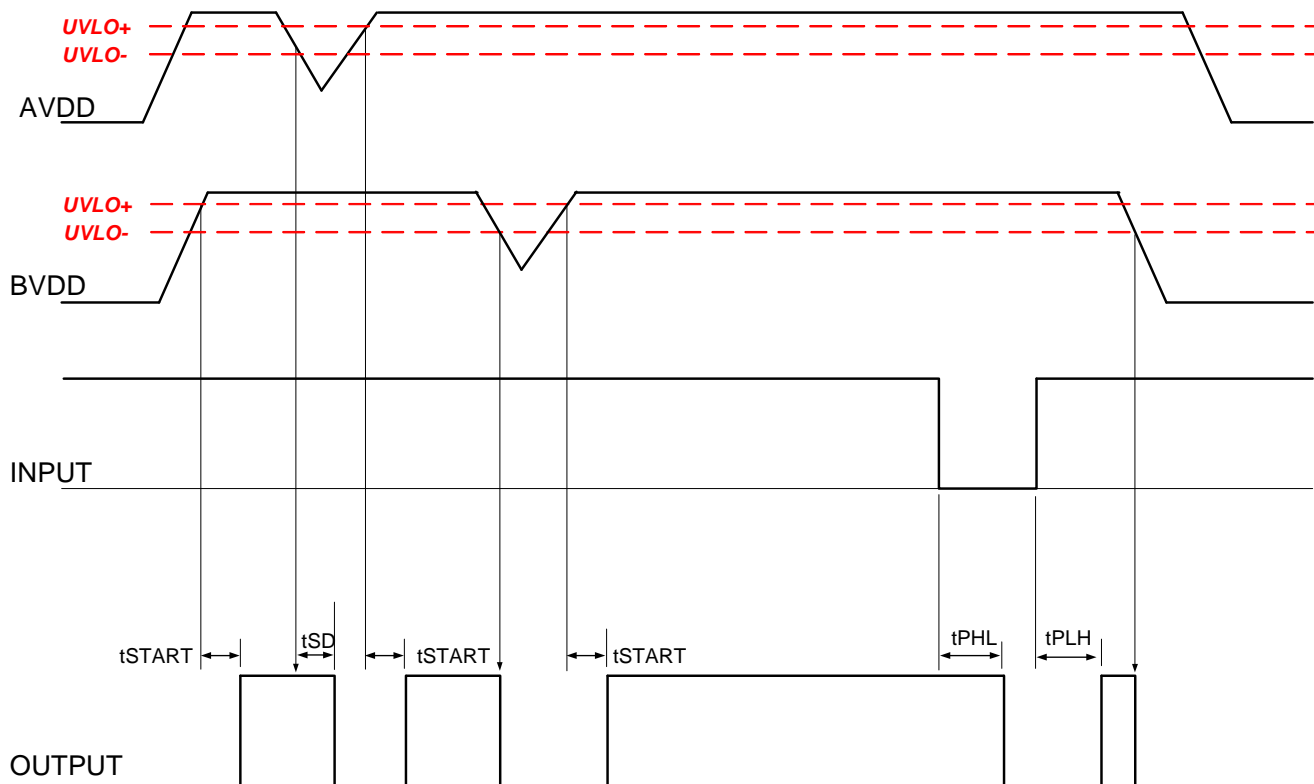 UVLO+
UVLO-
AVDD
UVLO+
UVLO-
BVDD
INPUT
tSTART
tSD
tSTART
tSTART
tPHL
tPLH
OUTPUT